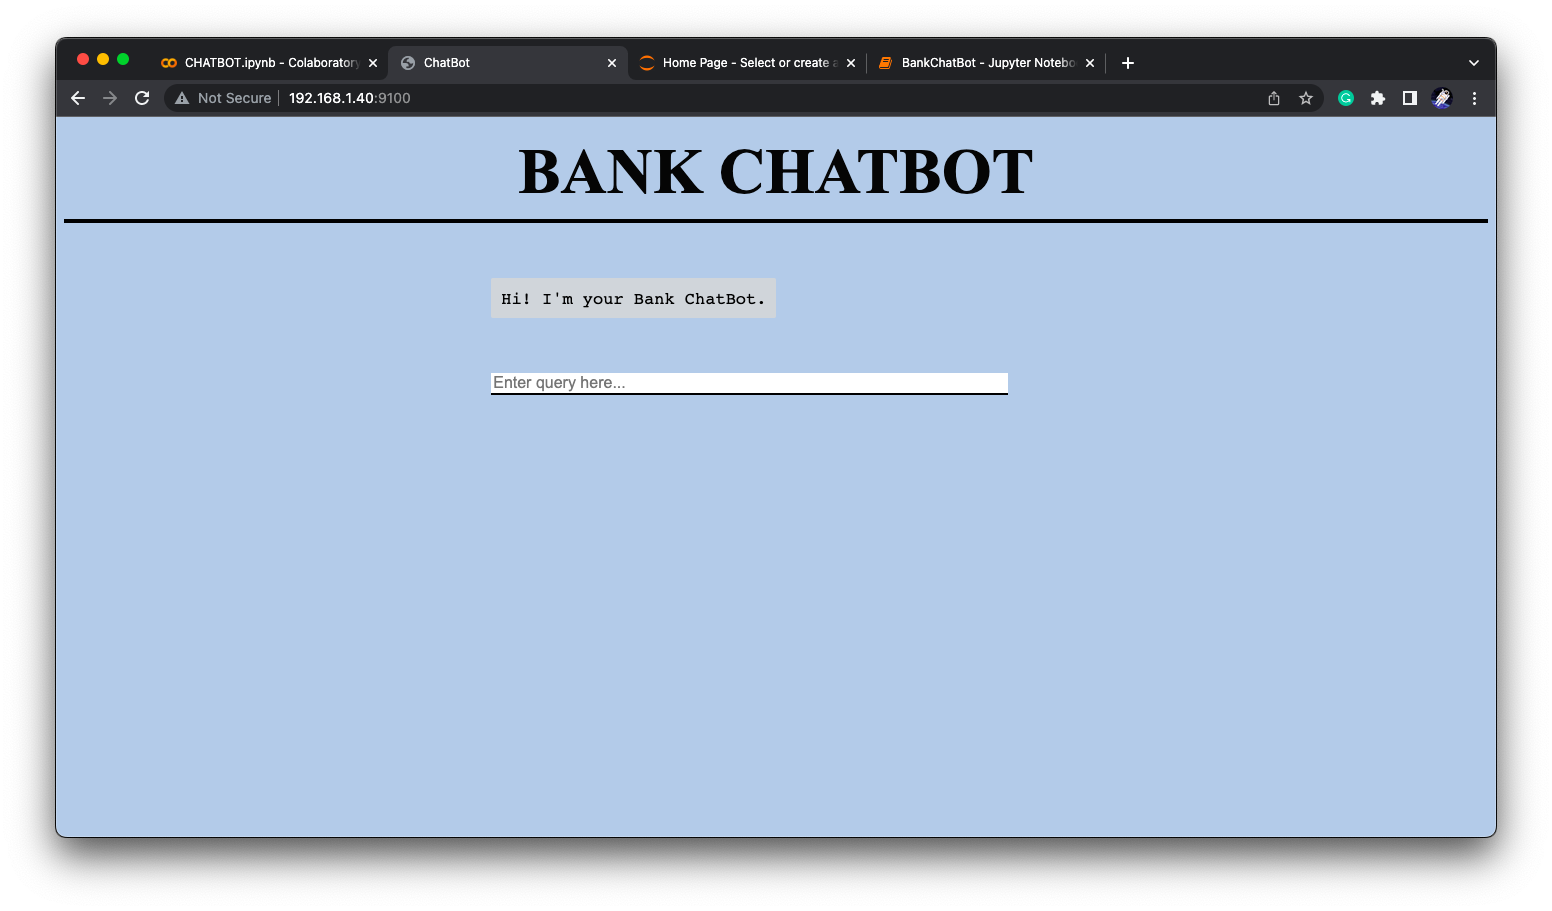 CHATBOT.ipynb - Colaboratory
ChatBot
Home Page - Select or create a
BankChatBot - Jupyter Notebo
Not Secure
192.168.1.40:9100
BANK CHATBOT
Hi! I'm your Bank ChatBot.
Enter query here...